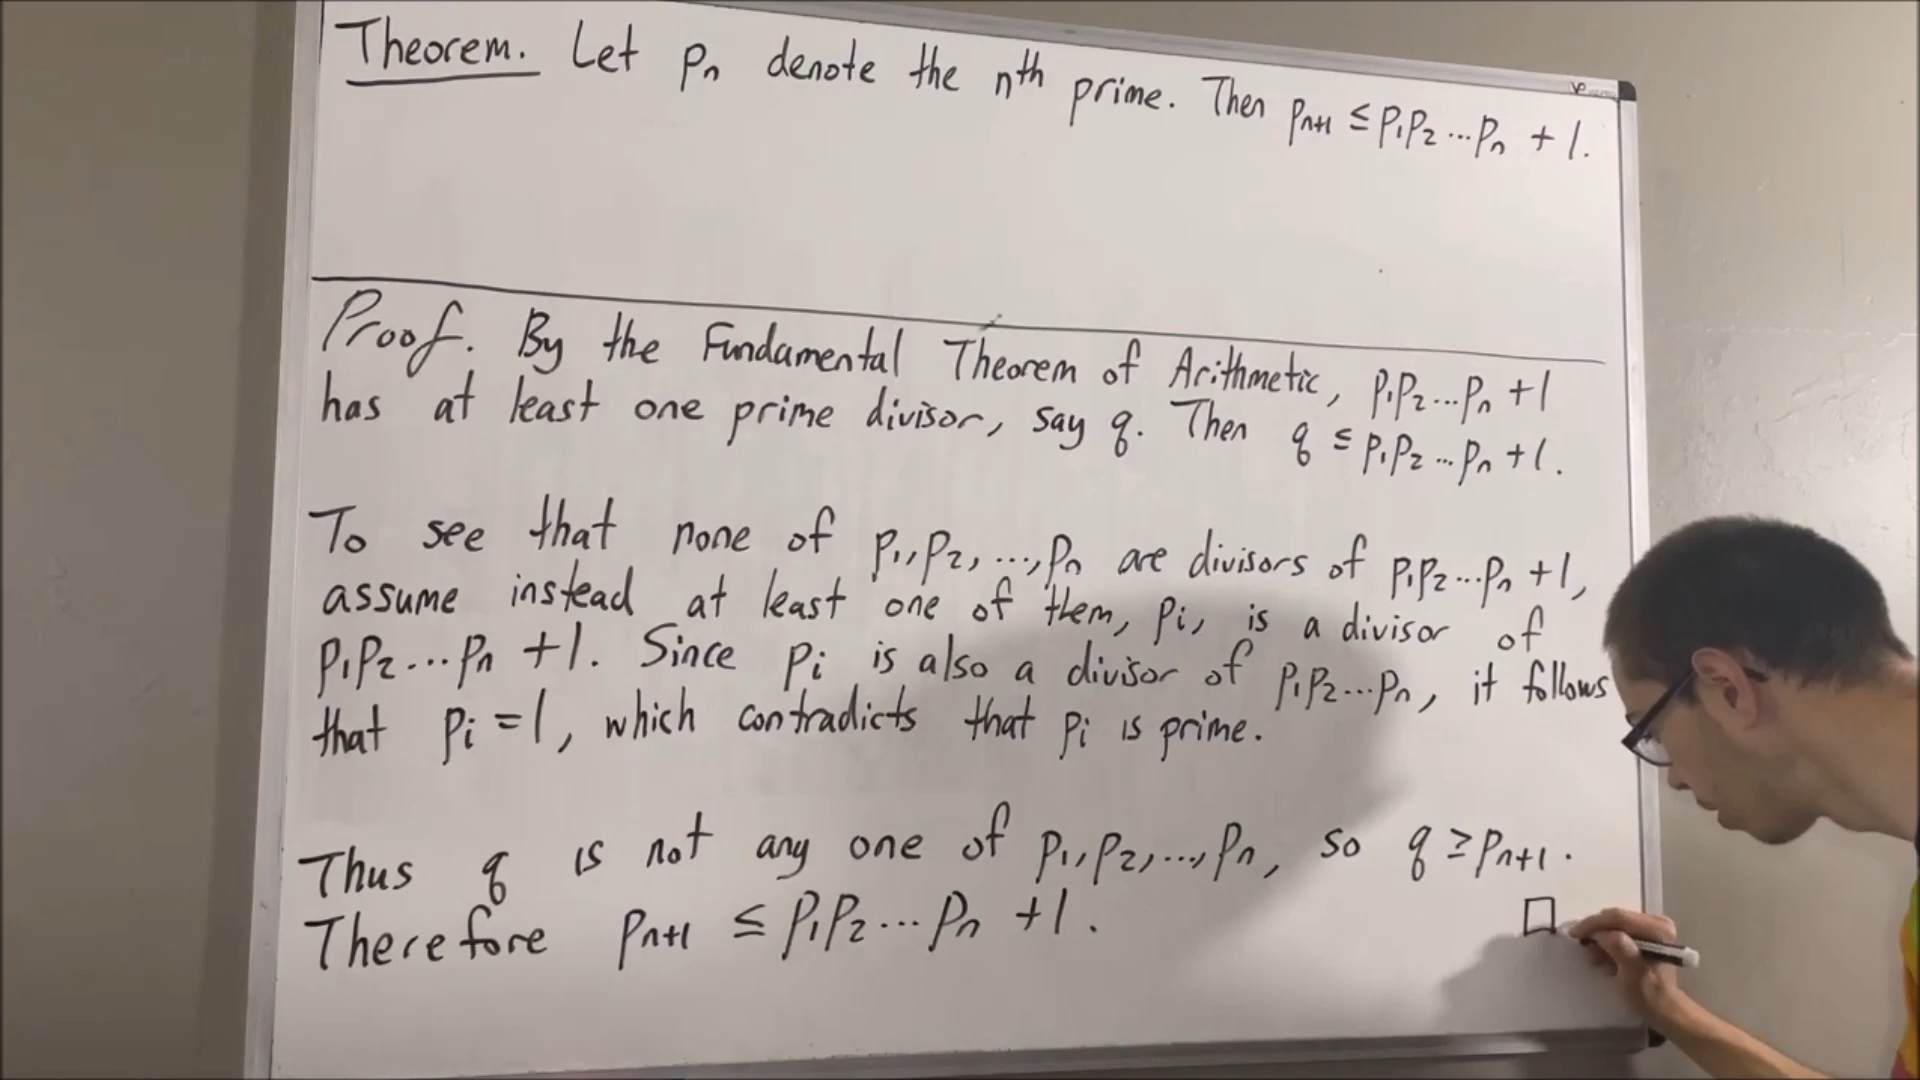 Theorem. Let pₙ denote the nth prime. Then pₙ₊₁ ≤ p₁p₂...pₙ + 1.
Proof. By the Fundamental Theorem of Arithmetic, p₁p₂...pₙ + 1
has at least one prime divisor, say q. Then q ≤ p₁p₂...pₙ + 1.
To see that none of p₁, p₂, ..., pₙ are divisors of p₁p₂...pₙ + 1,
assume instead at least one of them, pᵢ, is a divisor of
p₁p₂...pₙ + 1. Since pᵢ is also a divisor of p₁p₂...pₙ, it follows
that pᵢ = 1, which contradicts that pᵢ is prime.
Thus q is not any one of p₁, p₂, ..., pₙ, so q ≥ pₙ₊₁.
Therefore pₙ₊₁ ≤ p₁p₂...pₙ + 1. □